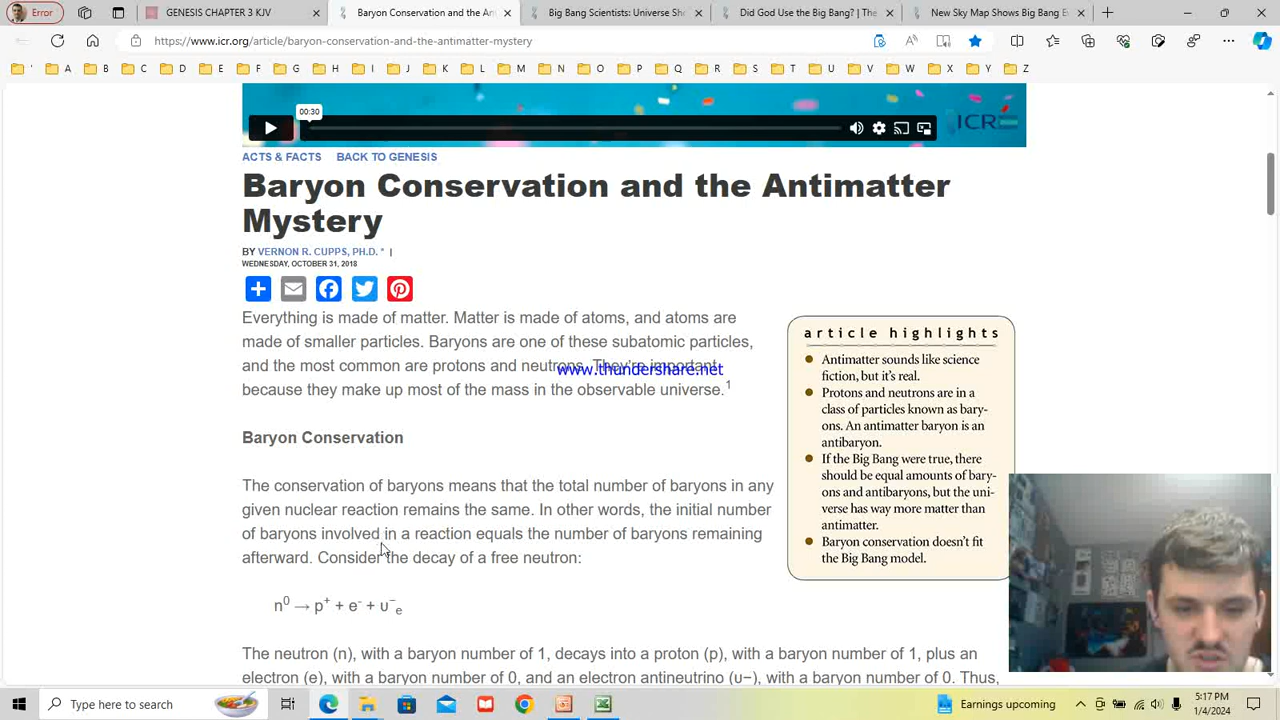 Error
GENESIS CHAPTER 3 KJV
Baryon Conservation and the Ant
Big Bang Scientists: Universe Sh
Did God Use the Big Bang? | The
New Sky Map Shows Big Bang E
https://www.icr.org/article/baryon-conservation-and-the-antimatter-mystery
' A B C D E F G H I J K L M N O P Q R S T U V W X Y Z
00:30
ICR
ACTS & FACTS BACK TO GENESIS
Baryon Conservation and the Antimatter
Mystery
BY VERNON R. CUPPS, PH.D. * |
WEDNESDAY, OCTOBER 31, 2018
Everything is made of matter. Matter is made of atoms, and atoms are
made of smaller particles. Baryons are one of these subatomic particles,
and the most common are protons and neutrons. They're important
because they make up most of the mass in the observable universe.1
www.thundershare.net
Baryon Conservation
The conservation of baryons means that the total number of baryons in any
given nuclear reaction remains the same. In other words, the initial number
of baryons involved in a reaction equals the number of baryons remaining
afterward. Consider the decay of a free neutron:
n0 → p+ + e- + υ−e
The neutron (n), with a baryon number of 1, decays into a proton (p), with a baryon number of 1, plus an
electron (e), with a baryon number of 0, and an electron antineutrino (υ−), with a baryon number of 0. Thus,
article highlights
Antimatter sounds like science
fiction, but it's real.
Protons and neutrons are in a
class of particles known as bary-
ons. An antimatter baryon is an
antibaryon.
If the Big Bang were true, there
should be equal amounts of bary-
ons and antibaryons, but the uni-
verse has way more matter than
antimatter.
Baryon conservation doesn't fit
the Big Bang model.
Type here to search
Earnings upcoming
5:17 PM
1/4/2024